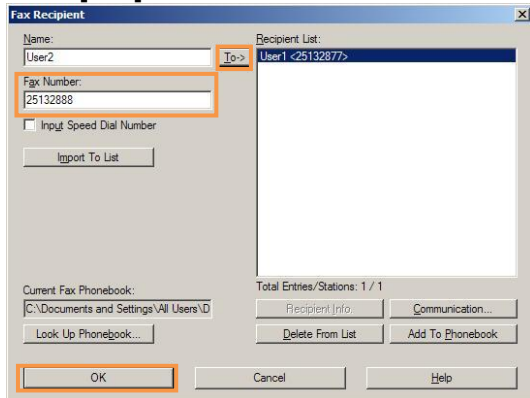 Fax Recipient
Name:
User2
To->
Fax Number:
25132888
Input Speed Dial Number
Import To List
Recipient List:
User1 <25132877>
Current Fax Phonebook:
C:\Documents and Settings\All Users\D
Look Up Phonebook...
Total Entries/Stations: 1 / 1
Recipient Info.
Communication...
Delete From List
Add To Phonebook
OK
Cancel
Help